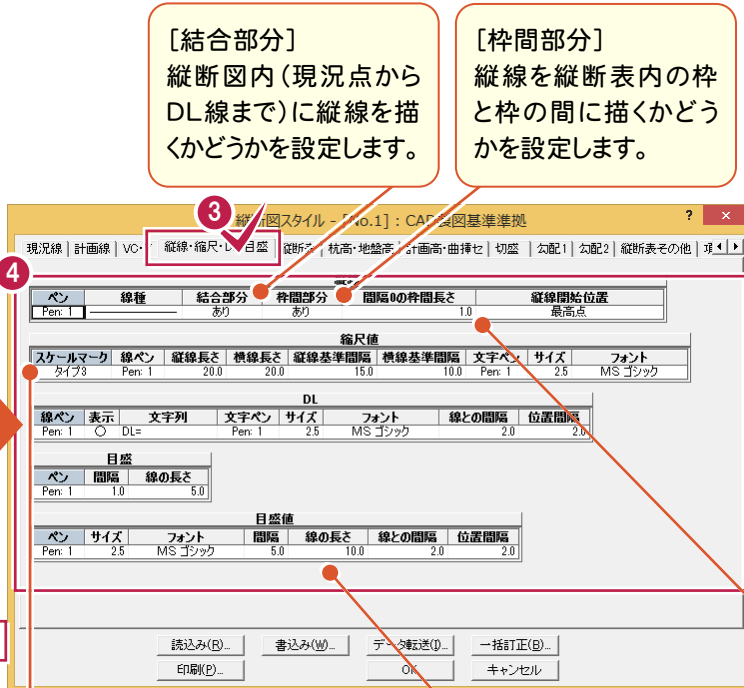 ［結合部分］
縦断図内（現況点から
DL線まで）に縦線を描
くかどうかを設定します。
［枠間部分］
縦線を縦断表内の枠
と枠の間に描くかどう
かを設定します。
3
縦断図スタイル - [No.1] : CAD製図基準準拠
? ×
現況線 計画線 VC・ 縦線・縮尺・DL・目盛 杭高・地盤高 計画高・曲挿セ 切盛 勾配1 勾配2 縦断表その他
4
ペン 線種 結合部分 枠間部分 間隔0の枠間長さ 縦線開始位置
Pen: 1 あり あり 1.0 最高点
縮尺値
スケールマーク 線ペン 縦線長さ 横線長さ 縦線基準間隔 横線基準間隔 文字ペン サイズ フォント
タイプ3 Pen: 1 20.0 20.0 15.0 10.0 Pen: 1 2.5 MS ゴシック
DL
線ペン 表示 文字列 文字ペン サイズ フォント 線との間隔 位置間隔
Pen: 1 ○ DL= Pen: 1 2.5 MS ゴシック 2.0 2.0
目盛
ペン 間隔 線の長さ
Pen: 1 1.0 5.0
目盛値
ペン サイズ フォント 間隔 線の長さ 線との間隔 位置間隔
Pen: 1 2.5 MS ゴシック 5.0 10.0 2.0 2.0
読込み(R)... 書込み(W)... データ転送(I)... 一括訂正(B)...
印刷(P)... OK キャンセル